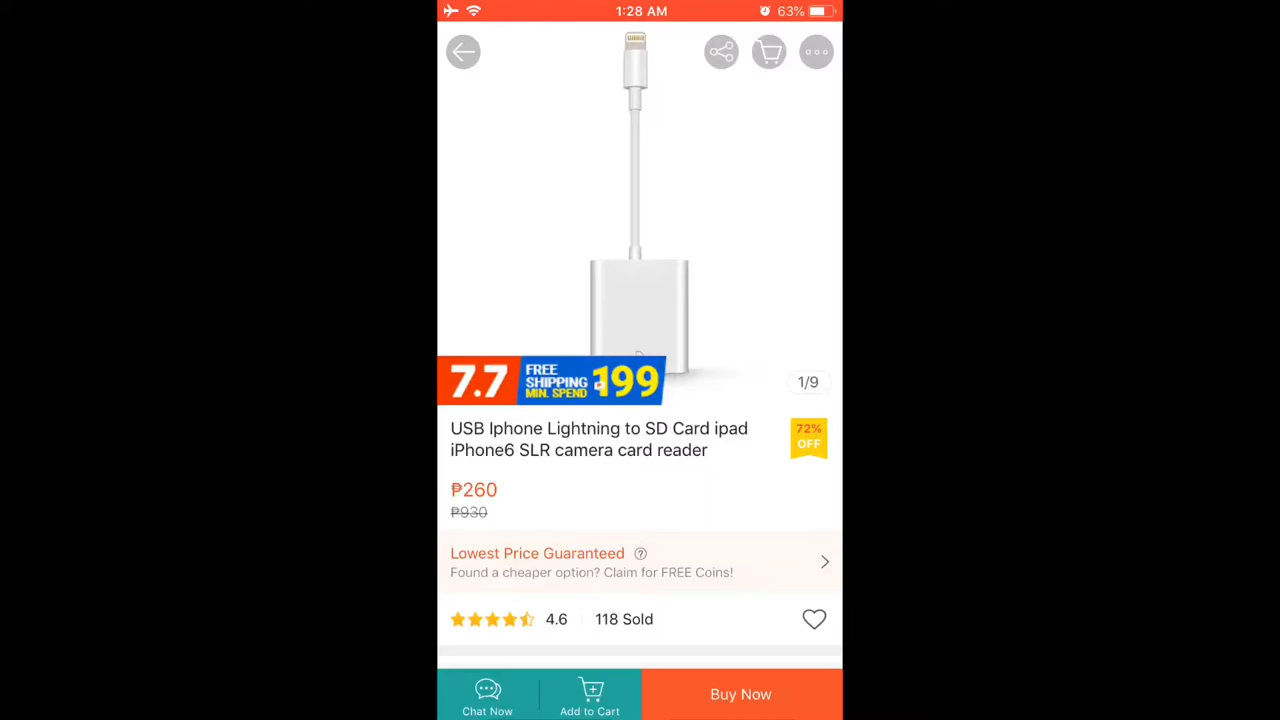 1:28 AM
63%
1/9
7.7
FREE
SHIPPING
MIN. SPEND
₱199
USB Iphone Lightning to SD Card ipad
iPhone6 SLR camera card reader
72%
OFF
₱260
₱930
Lowest Price Guaranteed ?
Found a cheaper option? Claim for FREE Coins!
4.6
118 Sold
Chat Now
Add to Cart
Buy Now